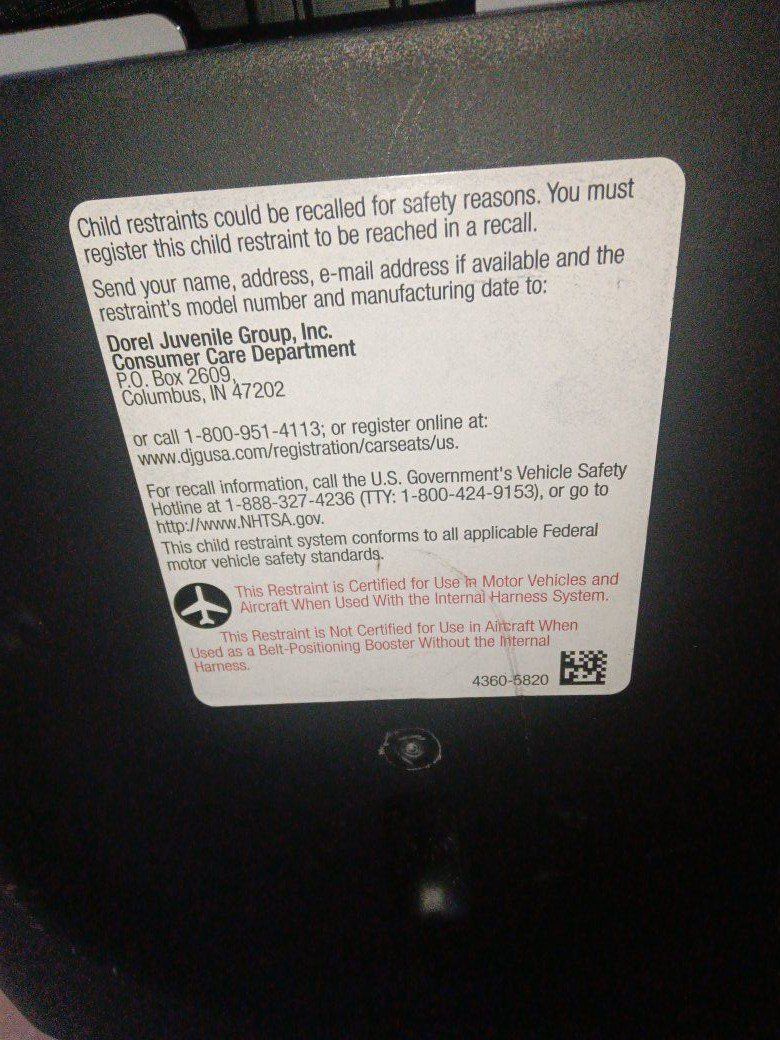 Child restraints could be recalled for safety reasons. You must
register this child restraint to be reached in a recall.
Send your name, address, e-mail address if available and the
restraint's model number and manufacturing date to:
Dorel Juvenile Group, Inc.
Consumer Care Department
P.O. Box 2609,
Columbus, IN 47202
or call 1-800-951-4113; or register online at:
www.djgusa.com/registration/carseats/us.
For recall information, call the U.S. Government's Vehicle Safety
Hotline at 1-888-327-4236 (TTY: 1-800-424-9153), or go to
http://www.NHTSA.gov.
This child restraint system conforms to all applicable Federal
motor vehicle safety standards.
This Restraint is Certified for Use in Motor Vehicles and
Aircraft When Used With the Internal Harness System.
This Restraint is Not Certified for Use in Aircraft When
Used as a Belt-Positioning Booster Without the Internal
Harness.
4360-5820